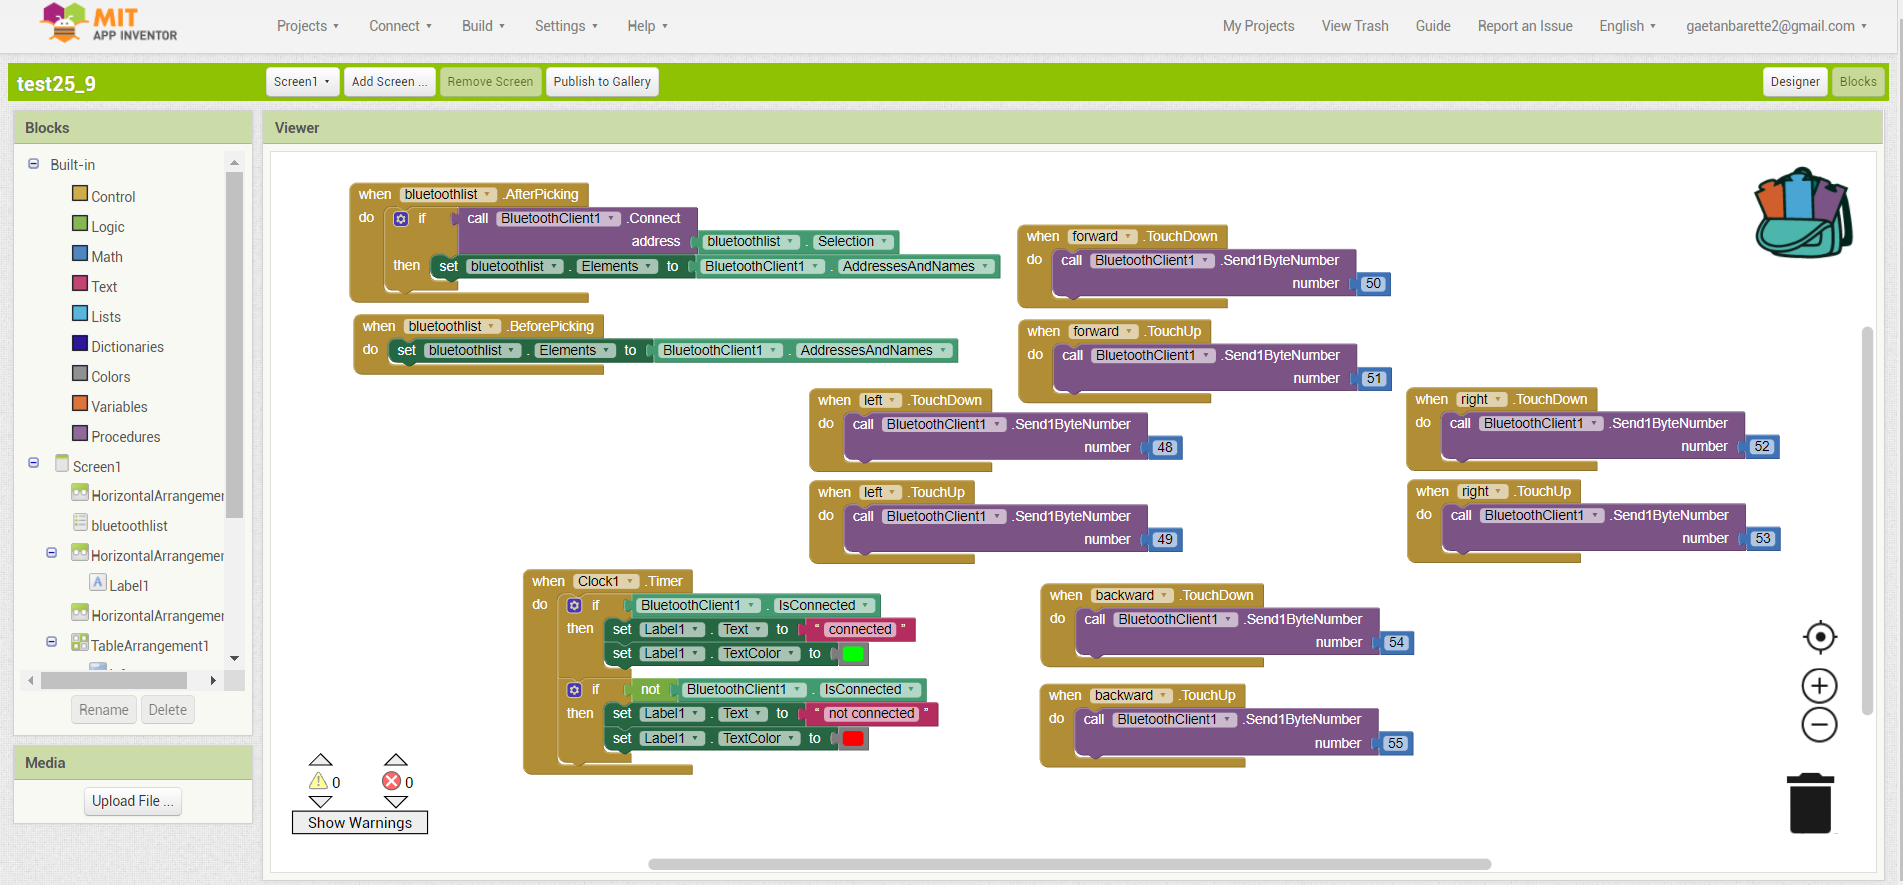 MIT
APP INVENTOR
Projects
Connect
Build
Settings
Help
My Projects
View Trash
Guide
Report an Issue
English
gaetanbarette2@gmail.com
test25_9
Screen1
Add Screen ...
Remove Screen
Publish to Gallery
Designer
Blocks
Blocks
Built-in
Control
Logic
Math
Text
Lists
Dictionaries
Colors
Variables
Procedures
Screen1
HorizontalArrangemen
bluetoothlist
HorizontalArrangemen
Label1
HorizontalArrangemen
TableArrangement1
Rename
Delete
Media
Upload File ...
Viewer
when bluetoothlist .AfterPicking
do if call BluetoothClient1 .Connect
address bluetoothlist . Selection
then set bluetoothlist . Elements to BluetoothClient1 . AddressesAndNames
when bluetoothlist .BeforePicking
do set bluetoothlist . Elements to BluetoothClient1 . AddressesAndNames
when forward .TouchDown
do call BluetoothClient1 .Send1ByteNumber
number 50
when forward .TouchUp
do call BluetoothClient1 .Send1ByteNumber
number 51
when left .TouchDown
do call BluetoothClient1 .Send1ByteNumber
number 48
when left .TouchUp
do call BluetoothClient1 .Send1ByteNumber
number 49
when right .TouchDown
do call BluetoothClient1 .Send1ByteNumber
number 52
when right .TouchUp
do call BluetoothClient1 .Send1ByteNumber
number 53
when Clock1 .Timer
do if BluetoothClient1 . IsConnected
then set Label1 . Text to “ connected ”
set Label1 . TextColor to
if not BluetoothClient1 . IsConnected
then set Label1 . Text to “ not connected ”
set Label1 . TextColor to
when backward .TouchDown
do call BluetoothClient1 .Send1ByteNumber
number 54
when backward .TouchUp
do call BluetoothClient1 .Send1ByteNumber
number 55
0
0
Show Warnings